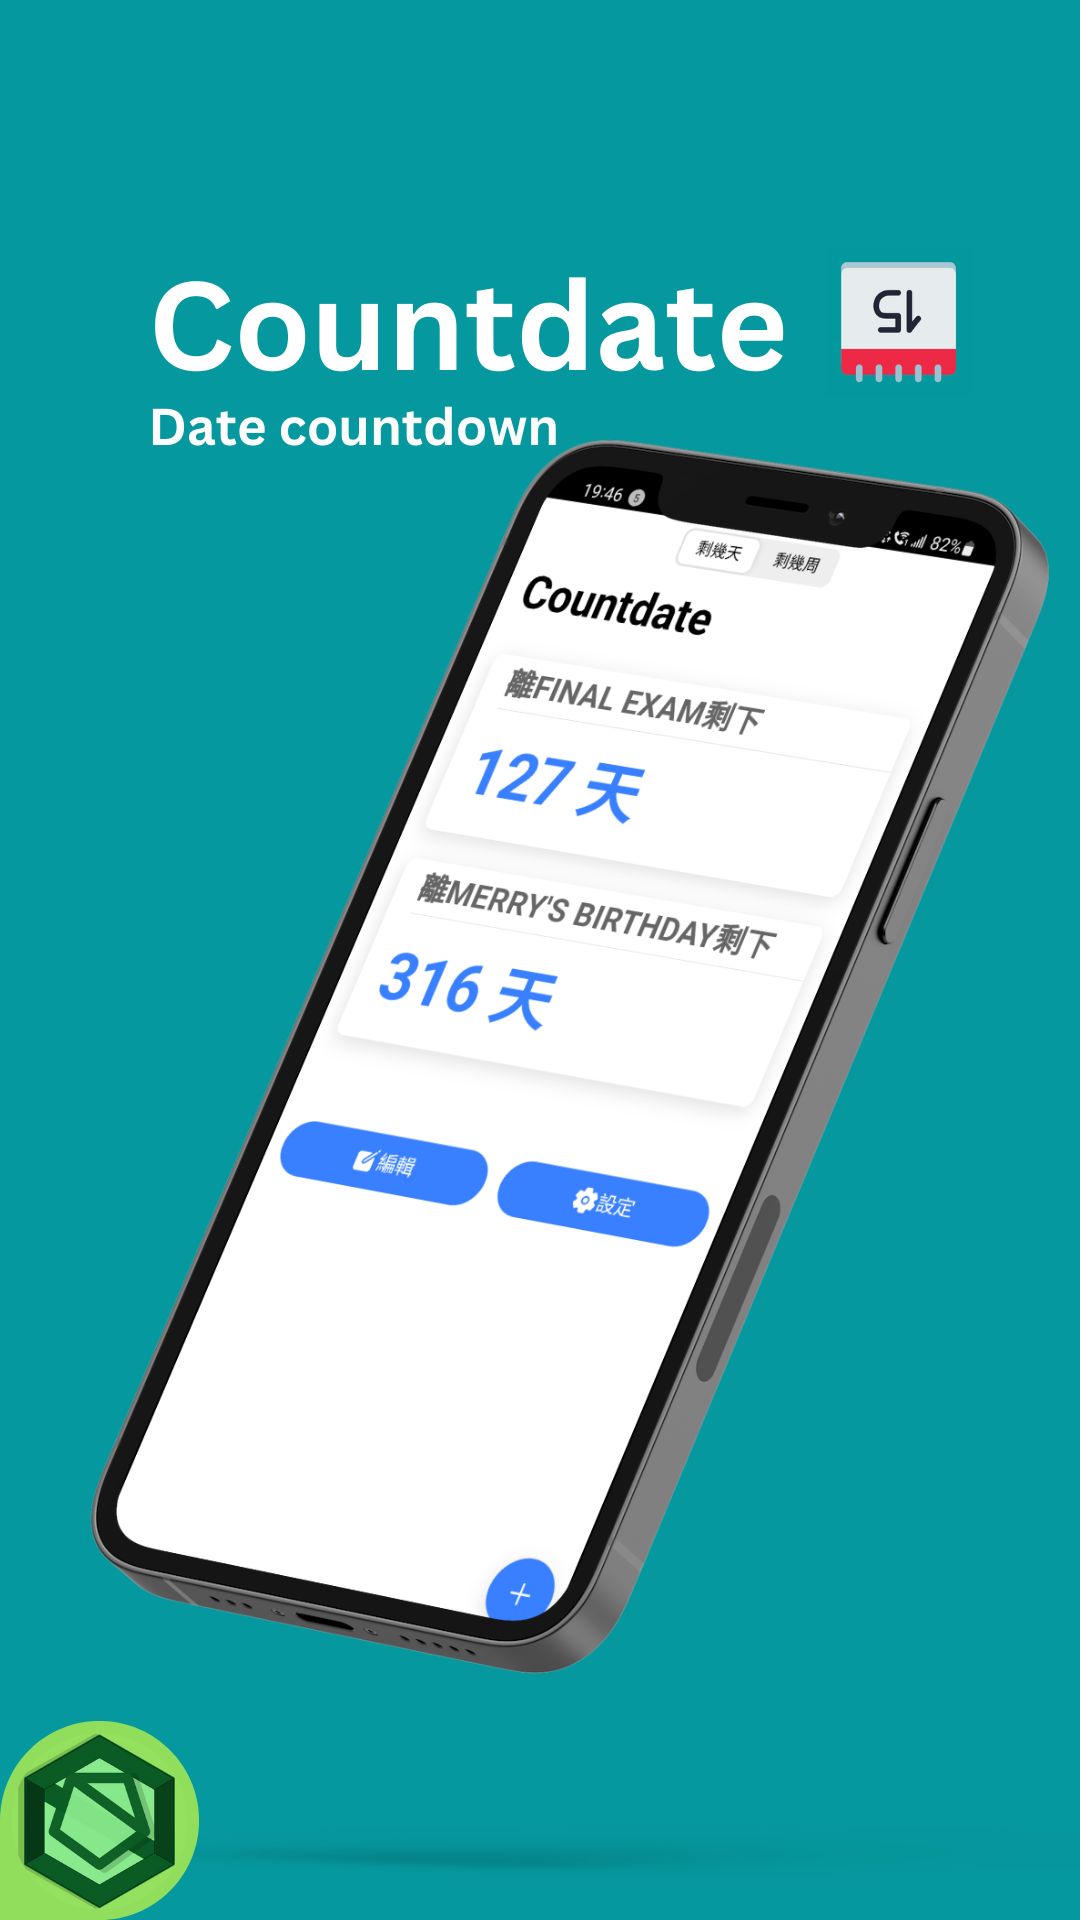 Countdate
15
Date countdown
19:46 5
82%
剩幾天 剩幾周
Countdate
離FINAL EXAM剩下
127 天
離MERRY'S BIRTHDAY剩下
316 天
編輯
設定
+